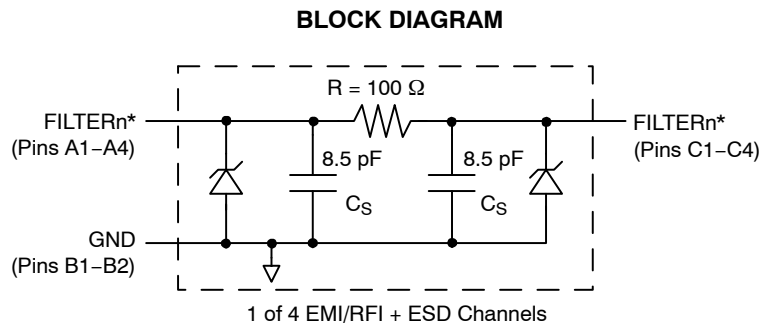 BLOCK DIAGRAM
R = 100 Ω
FILTERn*
(Pins A1–A4)
FILTERn*
(Pins C1–C4)
8.5 pF
8.5 pF
CS
CS
GND
(Pins B1–B2)
1 of 4 EMI/RFI + ESD Channels